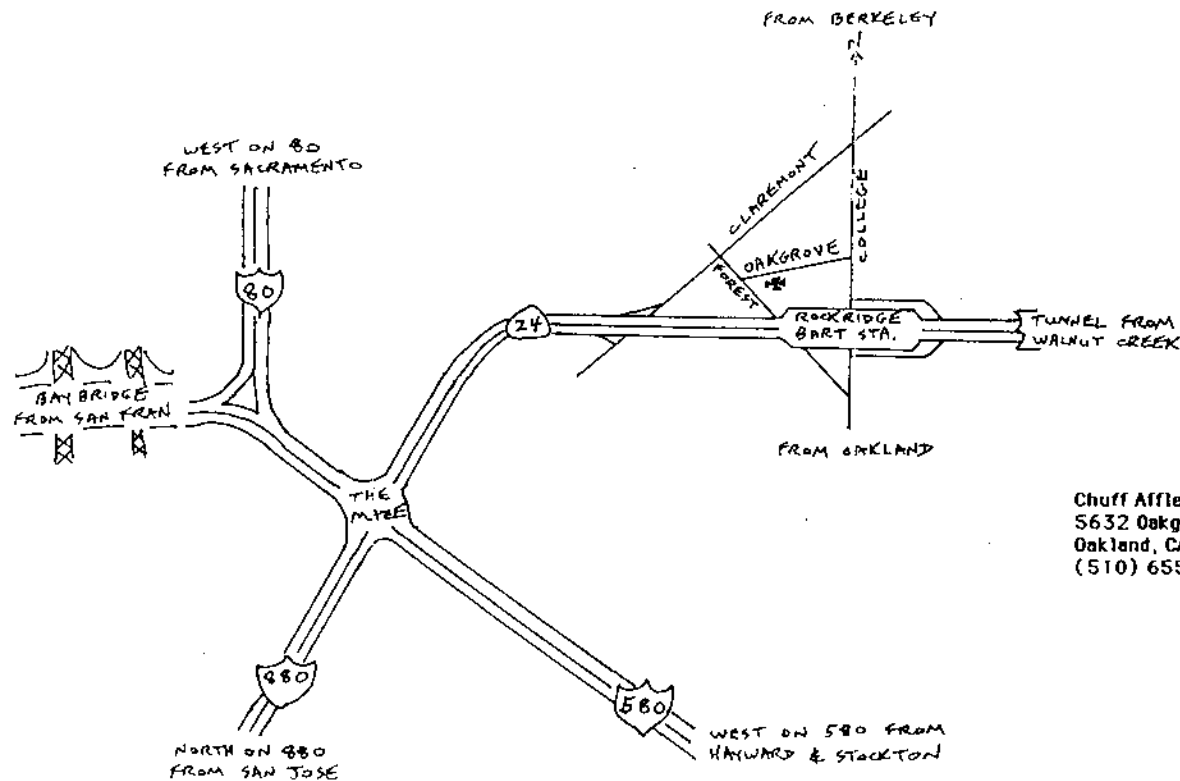 FROM BERKELEY
N
WEST ON 80
FROM SACRAMENTO
80
CLAREMONT
COLLEGE
OAKGROVE
FOREST
24
ROCKRIDGE
BART STA.
TUNNEL FROM
WALNUT CREEK
BAY BRIDGE
FROM SAN FRAN
FROM OAKLAND
THE
MAZE
Chuff Affle
5632 Oakg
Oakland, CA
(510) 655
880
580
NORTH ON 880
FROM SAN JOSE
WEST ON 580 FROM
HAYWARD & STOCKTON